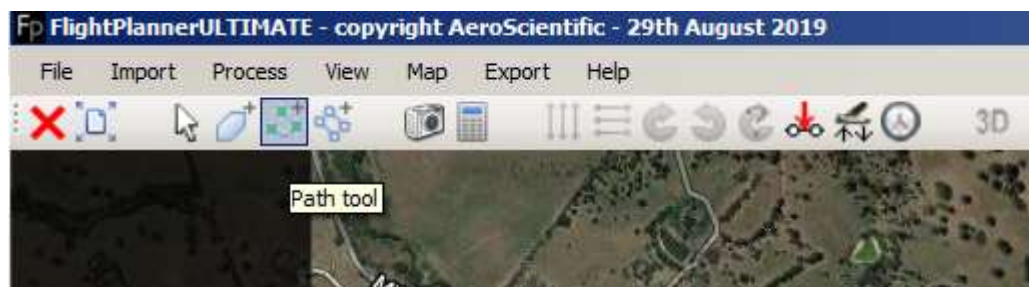 Fp FlightPlannerULTIMATE - copyright AeroScientific - 29th August 2019
File Import Process View Map Export Help
3D
Path tool